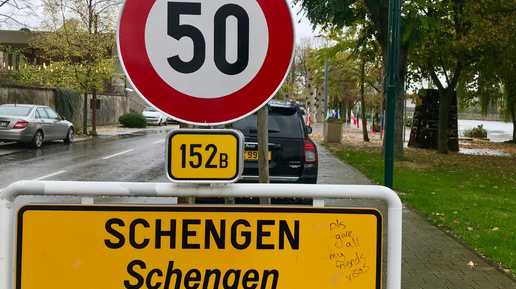 50
152B
SCHENGEN
Schengen
pls
give
all
my
friends
visas